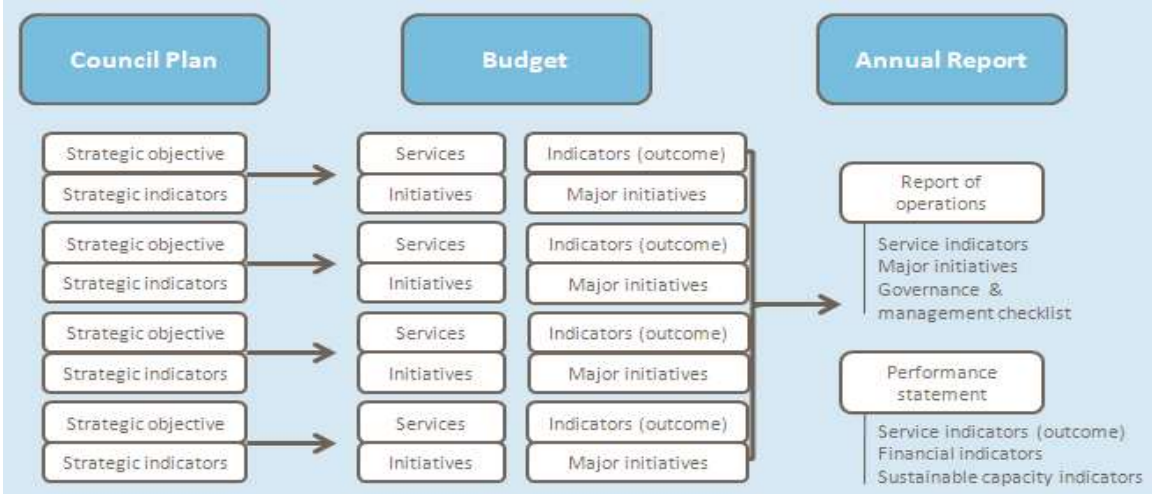 Council Plan
Budget
Annual Report
Strategic objective
Strategic indicators
Services
Initiatives
Indicators (outcome)
Major initiatives
Strategic objective
Strategic indicators
Services
Initiatives
Indicators (outcome)
Major initiatives
Strategic objective
Strategic indicators
Services
Initiatives
Indicators (outcome)
Major initiatives
Strategic objective
Strategic indicators
Services
Initiatives
Indicators (outcome)
Major initiatives
Report of
operations
Service indicators
Major initiatives
Governance &
management checklist
Performance
statement
Service indicators (outcome)
Financial indicators
Sustainable capacity indicators